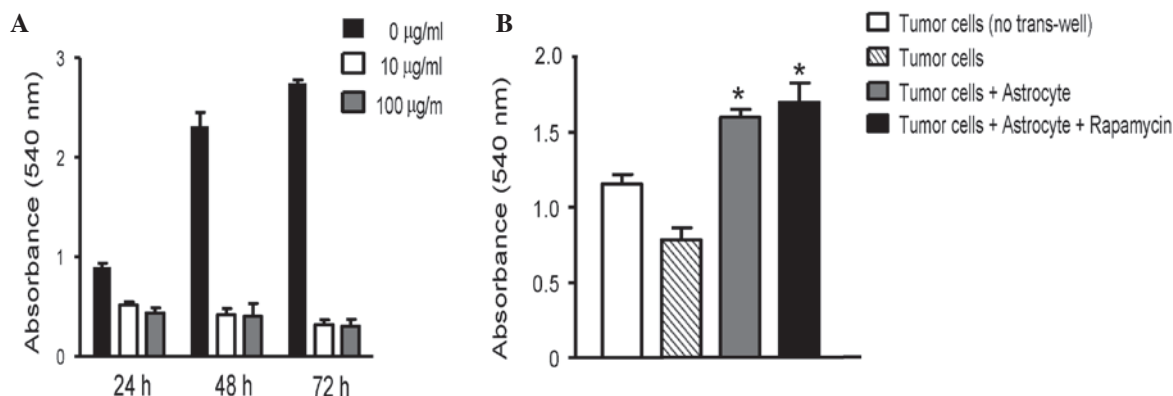 A
0 µg/ml
10 µg/ml
100 µg/m
Absorbance (540 nm)
3
2
1
0
24 h 48 h 72 h
B
Tumor cells (no trans-well)
Tumor cells
Tumor cells + Astrocyte
Tumor cells + Astrocyte + Rapamycin
Absorbance (540 nm)
2.0
1.5
1.0
0.5
0
* *